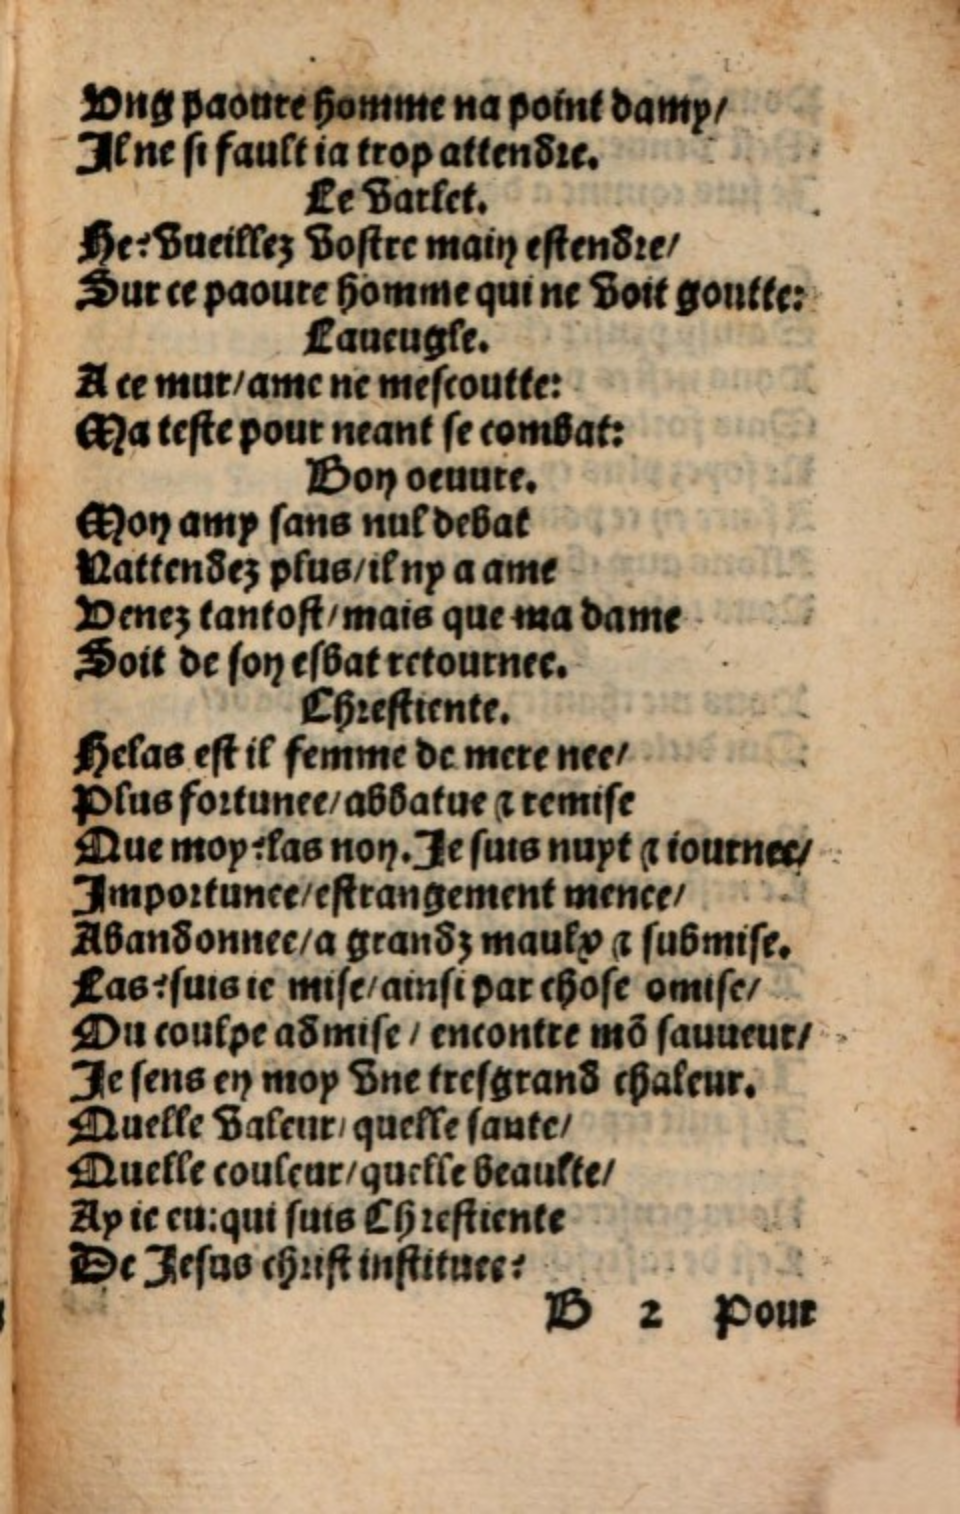 Ung paoure homme na point damy/
Il ne si fault ia trop attendre.
Le varlet.
He? vueillez vostre main estendre/
Sur ce paoure homme qui ne voit goutte:
Laveugle.
A ce mur/ame ne mescoutte:
Ma teste pour neant se combat:
Bon oeuvre.
Mon amy sans nul debat
Nattendez plus/il ny a ame
Venez tantost/mais que ma dame
Soit de son esbat retournee.
Chrestiente.
Helas est il femme de mere nee/
Plus fortunee/abbatue ⁊ remise
Que moy?las non.Je suis nuyt ⁊ iournee/
Importunee/estrangement menee/
Abandonnee/a grandz maulx ⁊ submise.
Las?suis ie mise/ainsi par chose omise/
Ou coulpe admise/ encontre mõ sauueur/
Je sens en moy vne tresgrand chaleur.
Quelle valeur/quelle sante/
Quelle couleur/quelle beaulte/
Ay ie eu:qui suis Chrestiente
De Jesus christ instituee?
B 2 Pour